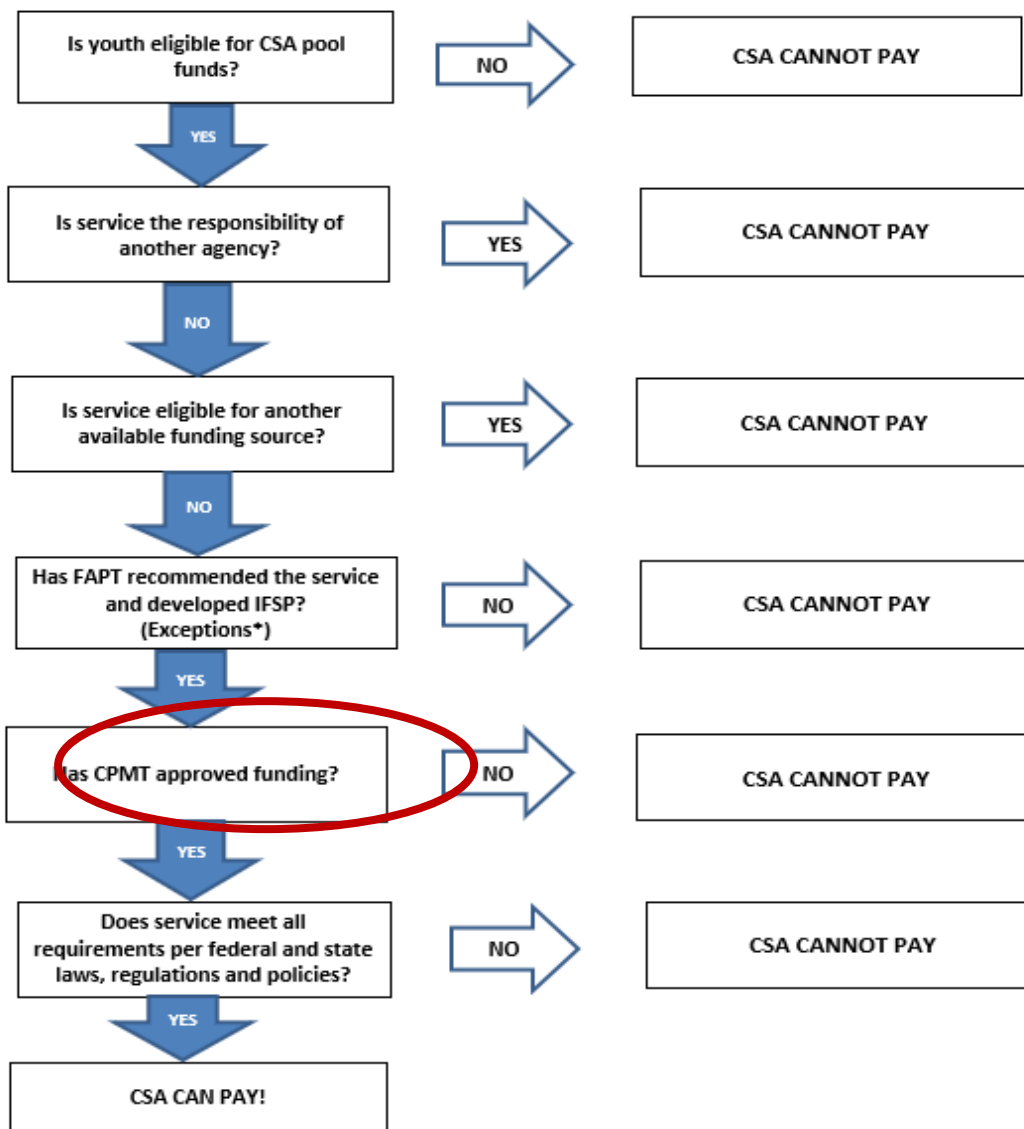 Is youth eligible for CSA pool
funds?
NO
CSA CANNOT PAY
YES
Is service the responsibility of
another agency?
YES
CSA CANNOT PAY
NO
Is service eligible for another
available funding source?
YES
CSA CANNOT PAY
NO
Has FAPT recommended the service
and developed IFSP?
(Exceptions*)
NO
CSA CANNOT PAY
YES
Has CPMT approved funding?
NO
CSA CANNOT PAY
YES
Does service meet all
requirements per federal and state
laws, regulations and policies?
NO
CSA CANNOT PAY
YES
CSA CAN PAY!